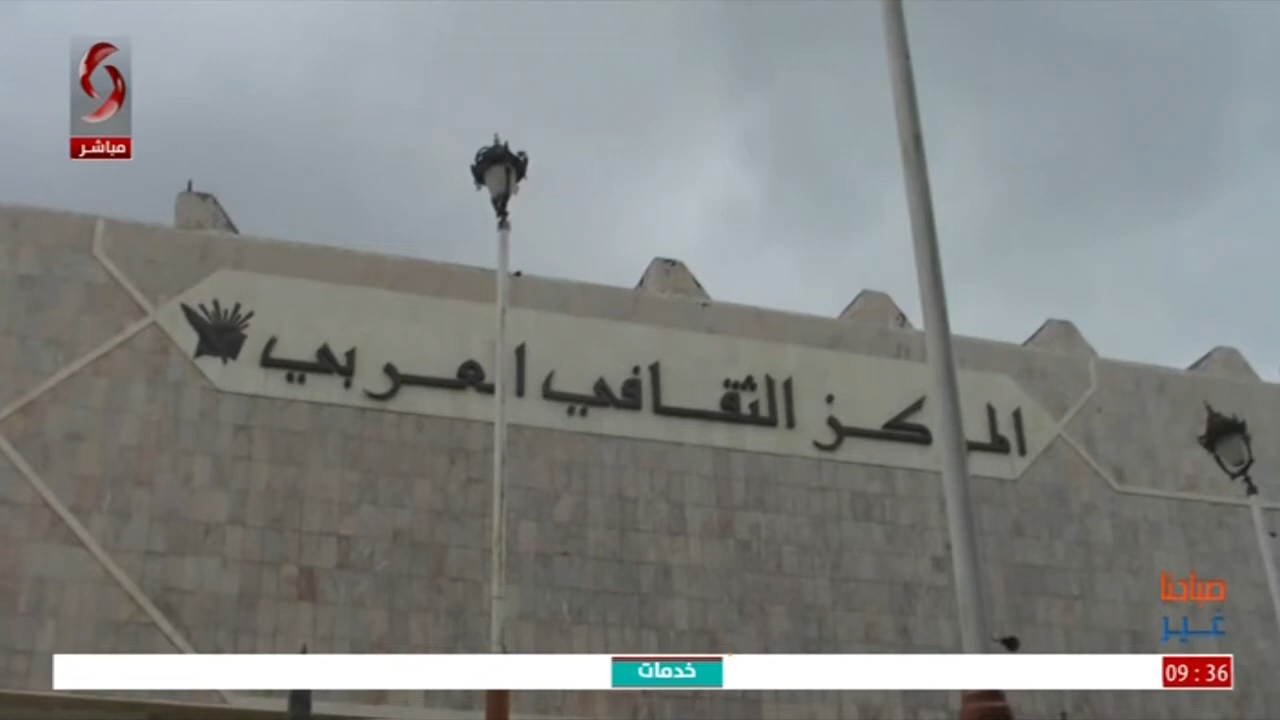 مباشر
المركز الثقافي العربي
صباحنا
غير
خدمات
09 : 36